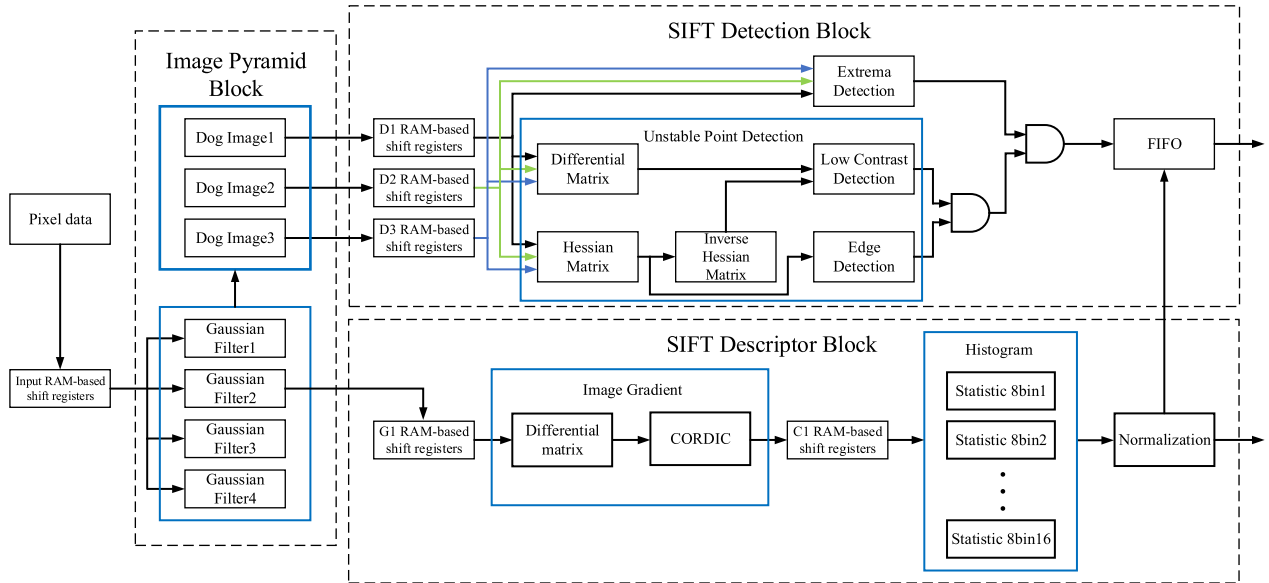 Pixel data
Input RAM-based
shift registers
Image Pyramid
Block
Dog Image1
Dog Image2
Dog Image3
Gaussian
Filter1
Gaussian
Filter2
Gaussian
Filter3
Gaussian
Filter4
SIFT Detection Block
D1 RAM-based
shift registers
D2 RAM-based
shift registers
D3 RAM-based
shift registers
Extrema
Detection
Unstable Point Detection
Differential
Matrix
Low Contrast
Detection
Hessian
Matrix
Inverse
Hessian
Matrix
Edge
Detection
FIFO
SIFT Descriptor Block
G1 RAM-based
shift registers
Image Gradient
Differential
matrix
CORDIC
C1 RAM-based
shift registers
Histogram
Statistic 8bin1
Statistic 8bin2
Statistic 8bin16
Normalization